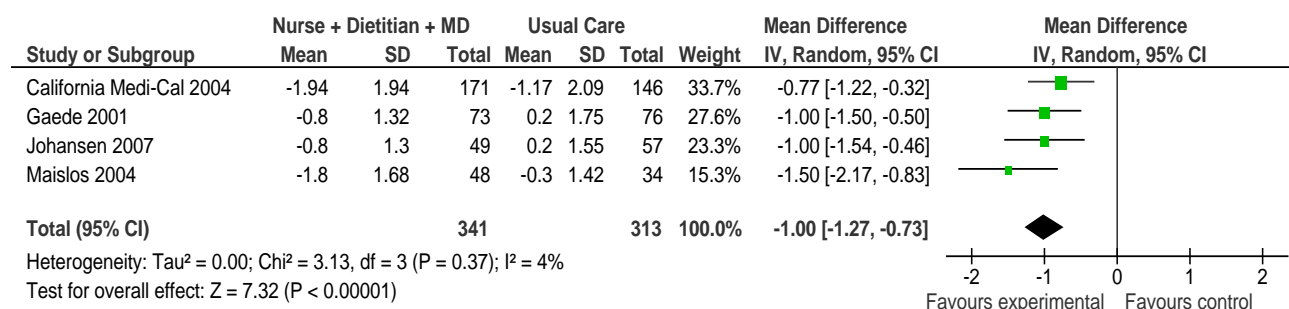 Nurse + Dietitian + MD Usual Care Mean Difference Mean Difference
Study or Subgroup Mean SD Total Mean SD Total Weight IV, Random, 95% CI IV, Random, 95% CI
California Medi-Cal 2004 -1.94 1.94 171 -1.17 2.09 146 33.7% -0.77 [-1.22, -0.32]
Gaede 2001 -0.8 1.32 73 0.2 1.75 76 27.6% -1.00 [-1.50, -0.50]
Johansen 2007 -0.8 1.3 49 0.2 1.55 57 23.3% -1.00 [-1.54, -0.46]
Maislos 2004 -1.8 1.68 48 -0.3 1.42 34 15.3% -1.50 [-2.17, -0.83]
Total (95% CI) 341 313 100.0% -1.00 [-1.27, -0.73]
Heterogeneity: Tau² = 0.00; Chi² = 3.13, df = 3 (P = 0.37); I² = 4%
Test for overall effect: Z = 7.32 (P < 0.00001)
-2 -1 0 1 2
Favours experimental Favours control